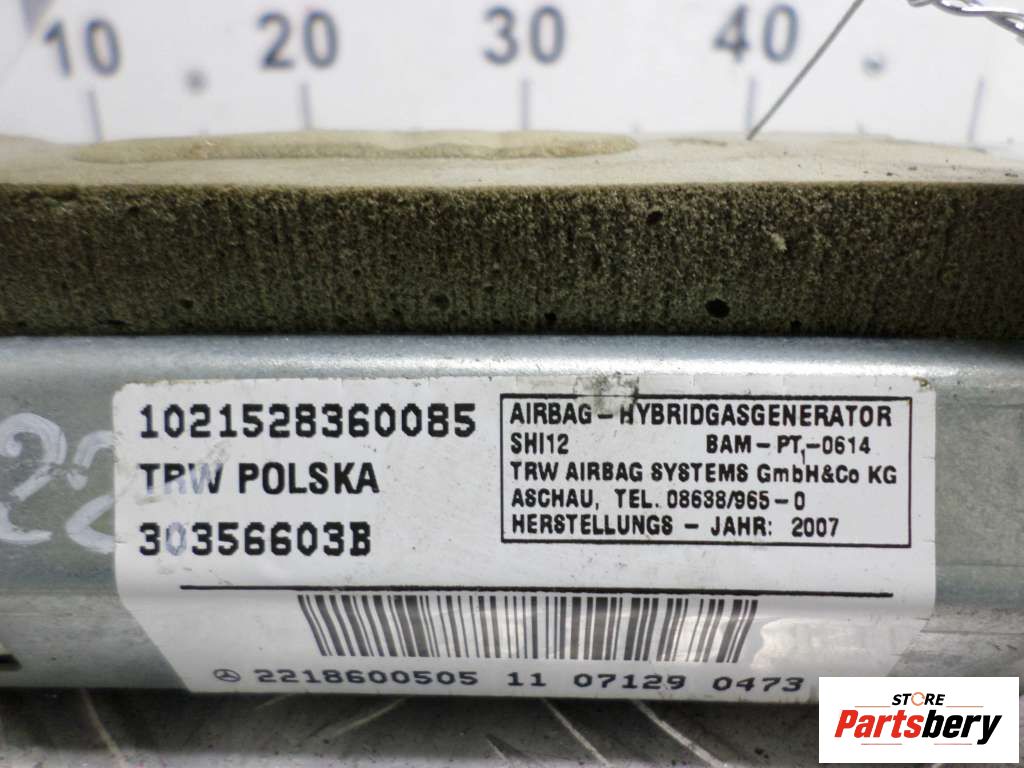 10 20 30 40
22
1021528360085
TRW POLSKA
30356603B
AIRBAG - HYBRIDGASGENERATOR
SHI12 BAM-PT,-0614
TRW AIRBAG SYSTEMS GmbH&Co KG
ASCHAU, TEL. 08638/965-0
HERSTELLUNGS - JAHR: 2007
2218600505 11 07129 0473
STORE
Partsbery